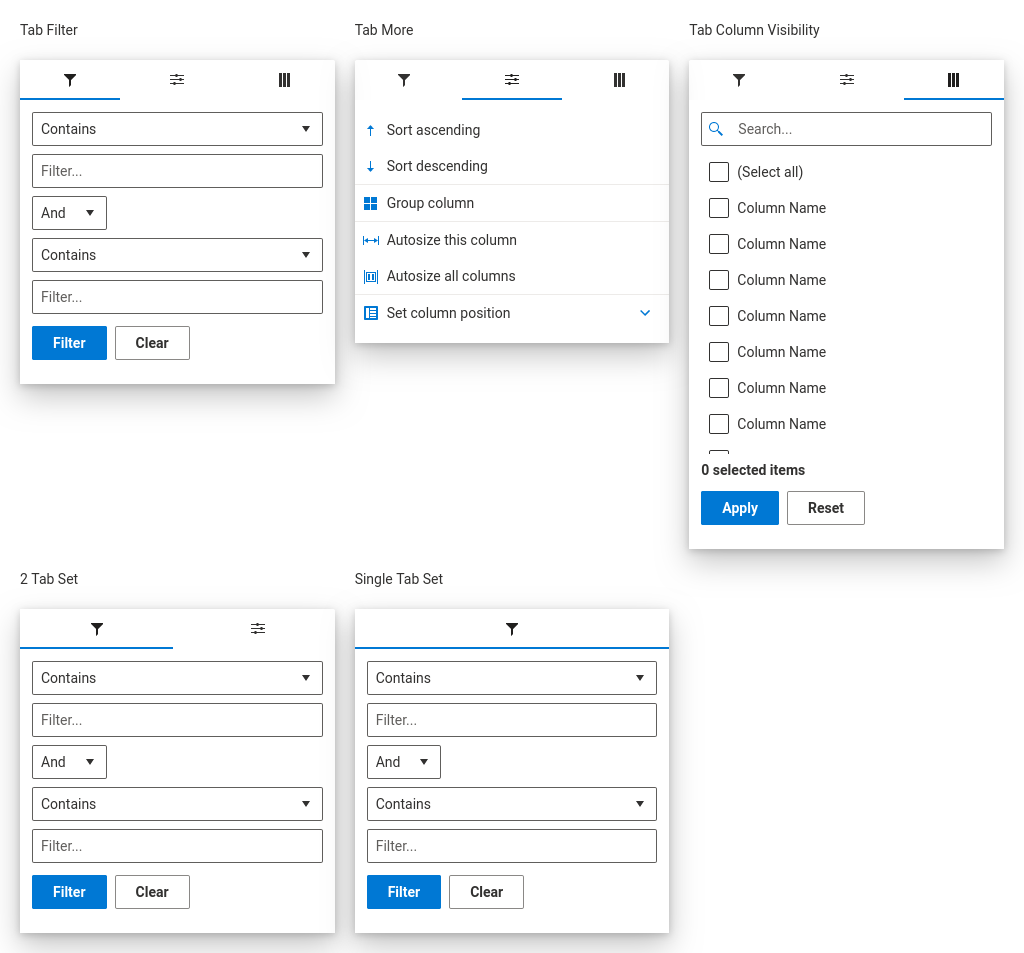 Tab Filter
Contains
Filter...
And
Contains
Filter...
Filter Clear
Tab More
Sort ascending
Sort descending
Group column
Autosize this column
Autosize all columns
Set column position
Tab Column Visibility
Search...
(Select all)
Column Name
Column Name
Column Name
Column Name
Column Name
Column Name
Column Name
0 selected items
Apply Reset
2 Tab Set
Contains
Filter...
And
Contains
Filter...
Filter Clear
Single Tab Set
Contains
Filter...
And
Contains
Filter...
Filter Clear